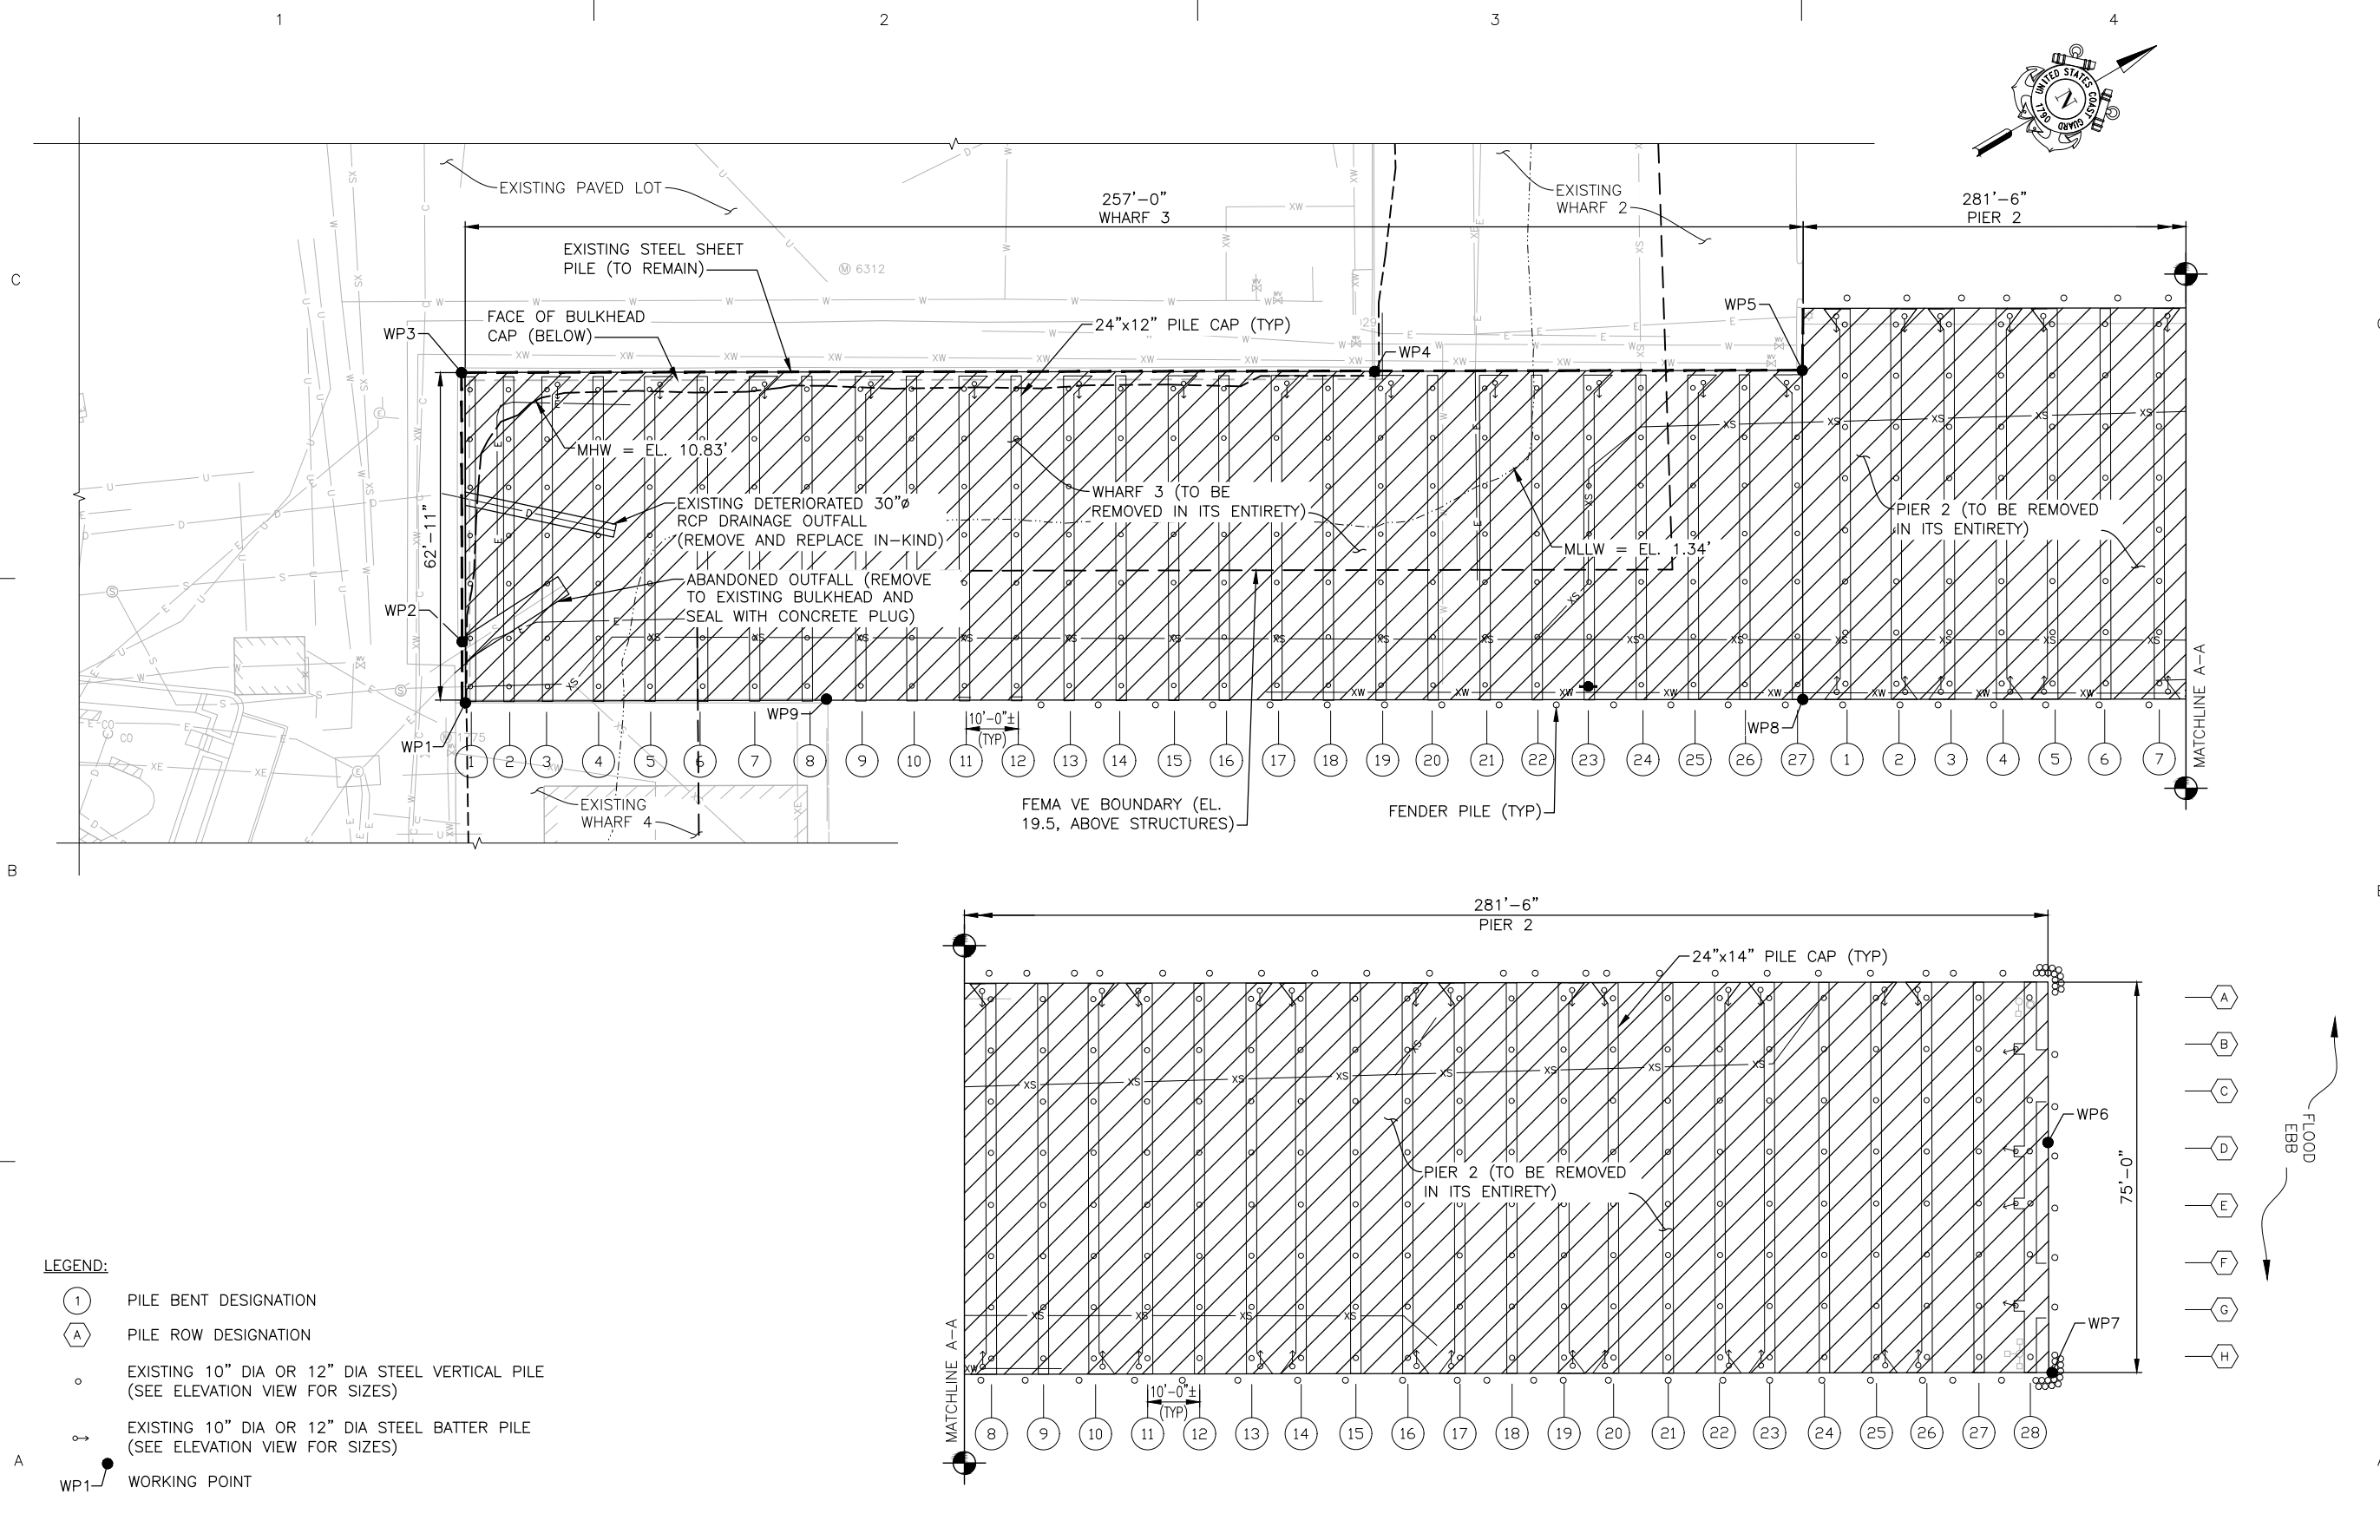 1
2
3
4
UNITED STATES COAST GUARD 1790
N
EXISTING PAVED LOT
257'-0"
WHARF 3
EXISTING
WHARF 2
281'-6"
PIER 2
EXISTING STEEL SHEET
PILE (TO REMAIN)
M 6312
C
FACE OF BULKHEAD
CAP (BELOW)
WP3
24"x12" PILE CAP (TYP)
WP4
WP5
MHW = EL. 10.83'
62'-11"
EXISTING DETERIORATED 30"Ø
RCP DRAINAGE OUTFALL
(REMOVE AND REPLACE IN-KIND)
WHARF 3 (TO BE
REMOVED IN ITS ENTIRETY)
PIER 2 (TO BE REMOVED
IN ITS ENTIRETY)
MLLW = EL. 1.34'
ABANDONED OUTFALL (REMOVE
TO EXISTING BULKHEAD AND
SEAL WITH CONCRETE PLUG)
WP2
WP1
WP9
10'-0"±
(TYP)
WP8
MATCHLINE A-A
1 2 3 4 5 6 7 8 9 10 11 12 13 14 15 16 17 18 19 20 21 22 23 24 25 26 27 1 2 3 4 5 6 7
CO
CO
EXISTING
WHARF 4
FEMA VE BOUNDARY (EL.
19.5, ABOVE STRUCTURES)
FENDER PILE (TYP)
B
281'-6"
PIER 2
24"x14" PILE CAP (TYP)
A
B
C
D
E
F
G
H
FLOOD
EBB
WP6
75'-0"
PIER 2 (TO BE REMOVED
IN ITS ENTIRETY)
WP7
MATCHLINE A-A
10'-0"±
(TYP)
8 9 10 11 12 13 14 15 16 17 18 19 20 21 22 23 24 25 26 27 28
LEGEND:
1 PILE BENT DESIGNATION
A PILE ROW DESIGNATION
EXISTING 10" DIA OR 12" DIA STEEL VERTICAL PILE
(SEE ELEVATION VIEW FOR SIZES)
EXISTING 10" DIA OR 12" DIA STEEL BATTER PILE
(SEE ELEVATION VIEW FOR SIZES)
WP1 WORKING POINT
A